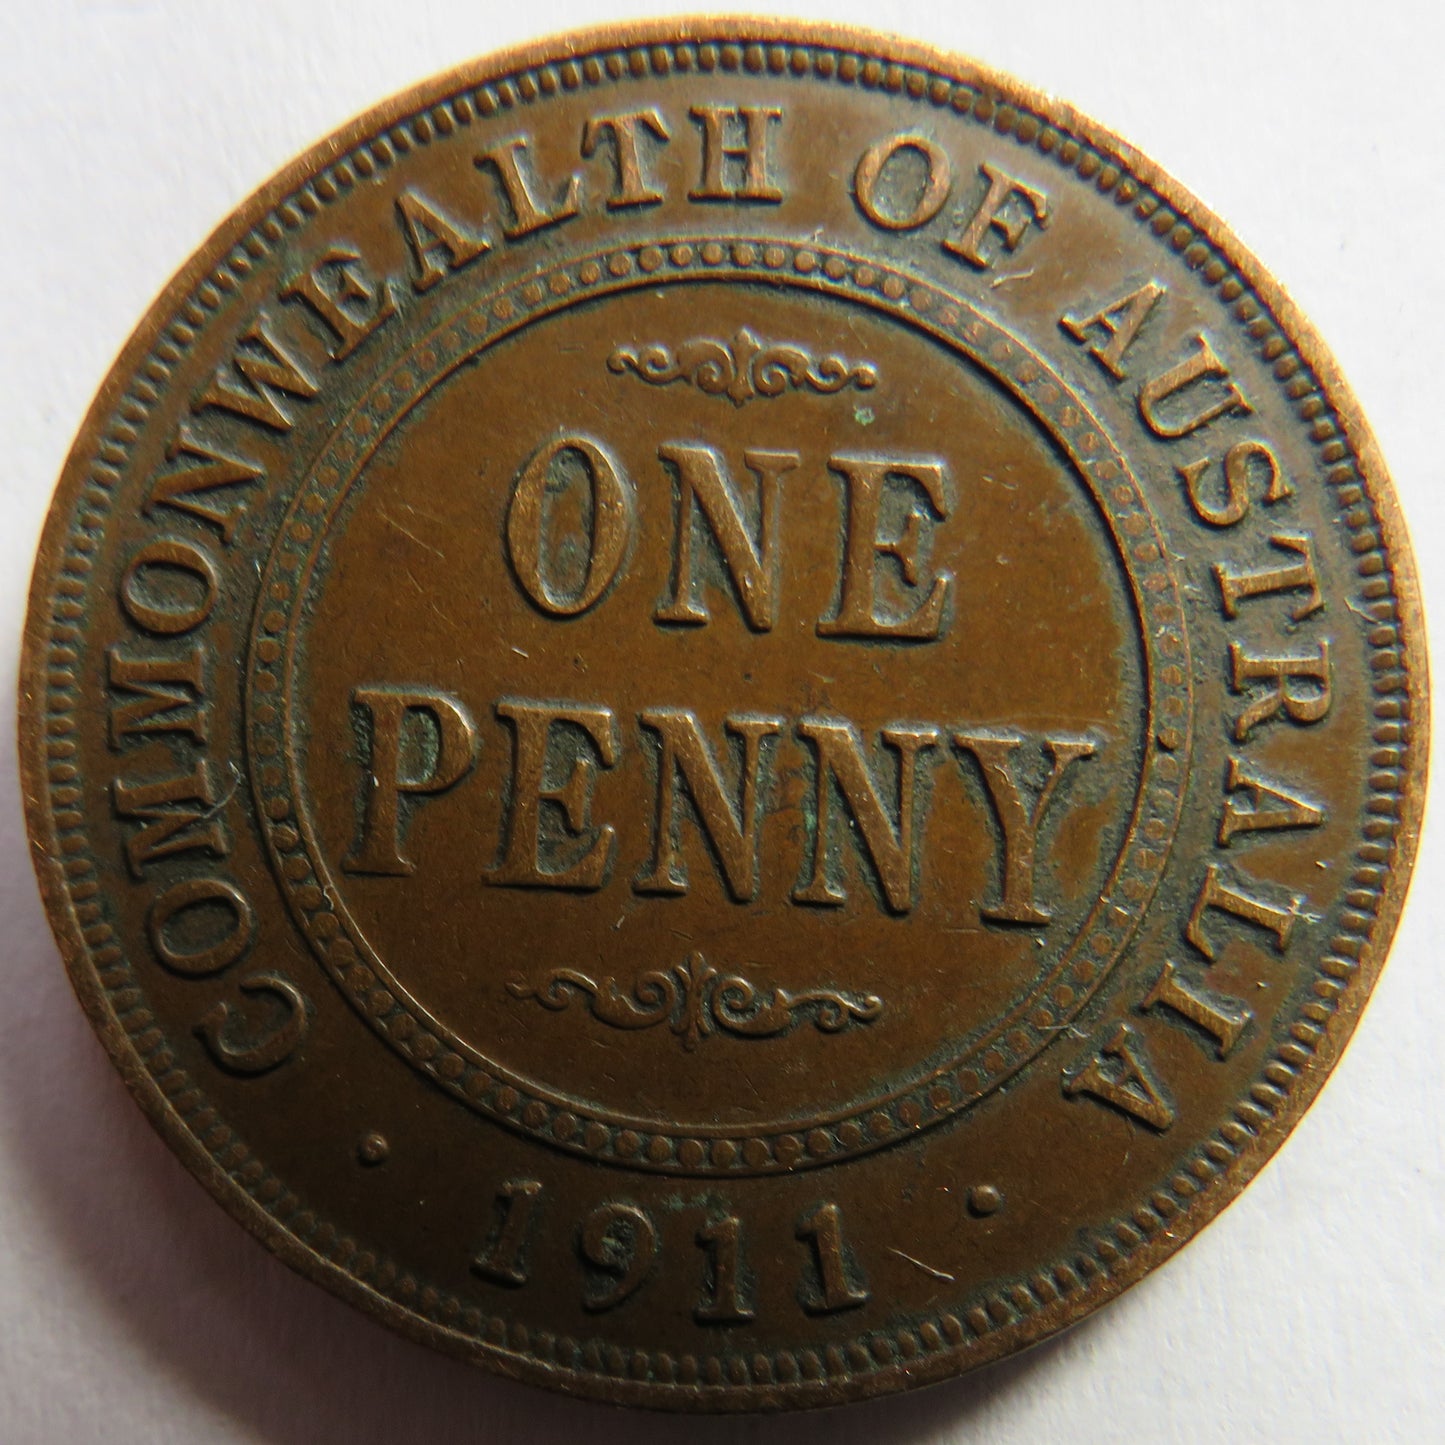 COMMONWEALTH OF AUSTRALIA
ONE
PENNY
· 1911 ·